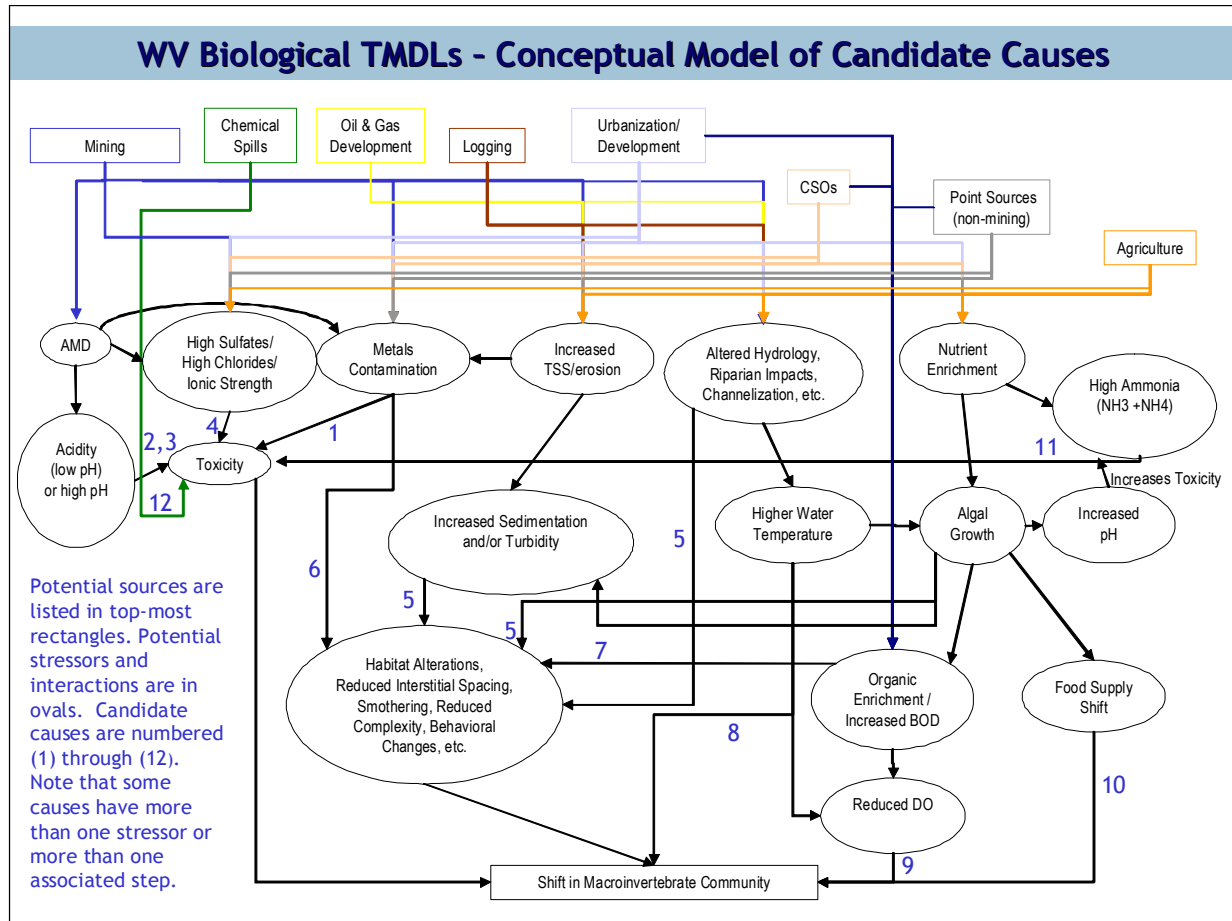 WV Biological TMDLs – Conceptual Model of Candidate Causes
Mining
Chemical
Spills
Oil & Gas
Development
Logging
Urbanization/
Development
CSOs
Point Sources
(non-mining)
Agriculture
AMD
High Sulfates/
High Chlorides/
Ionic Strength
Metals
Contamination
Increased
TSS/erosion
Altered Hydrology,
Riparian Impacts,
Channelization, etc.
Nutrient
Enrichment
High Ammonia
(NH3 +NH4)
Acidity
(low pH)
or high pH
2,3
4
1
Toxicity
12
11
Increases Toxicity
Increased Sedimentation
and/or Turbidity
Higher Water
Temperature
Algal
Growth
Increased
pH
6
5
5
5
7
8
Potential sources are
listed in top-most
rectangles. Potential
stressors and
interactions are in
ovals. Candidate
causes are numbered
(1) through (12).
Note that some
causes have more
than one stressor or
more than one
associated step.
Habitat Alterations,
Reduced Interstitial Spacing,
Smothering, Reduced
Complexity, Behavioral
Changes, etc.
Organic
Enrichment /
Increased BOD
Food Supply
Shift
10
Reduced DO
9
Shift in Macroinvertebrate Community